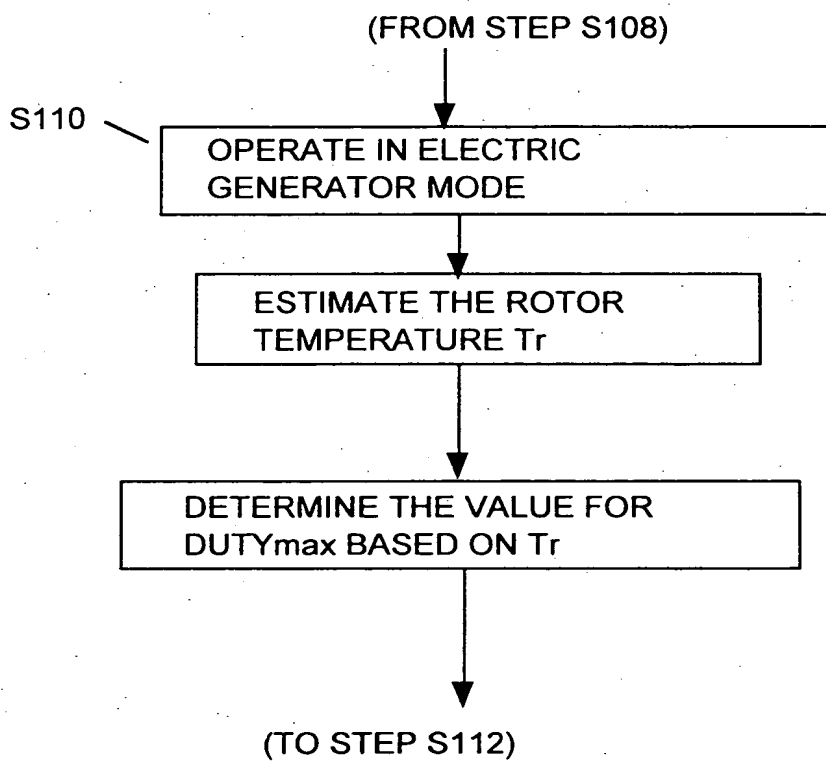 (FROM STEP S108)
S110
OPERATE IN ELECTRIC
GENERATOR MODE
ESTIMATE THE ROTOR
TEMPERATURE Tr
DETERMINE THE VALUE FOR
DUTYmax BASED ON Tr
(TO STEP S112)